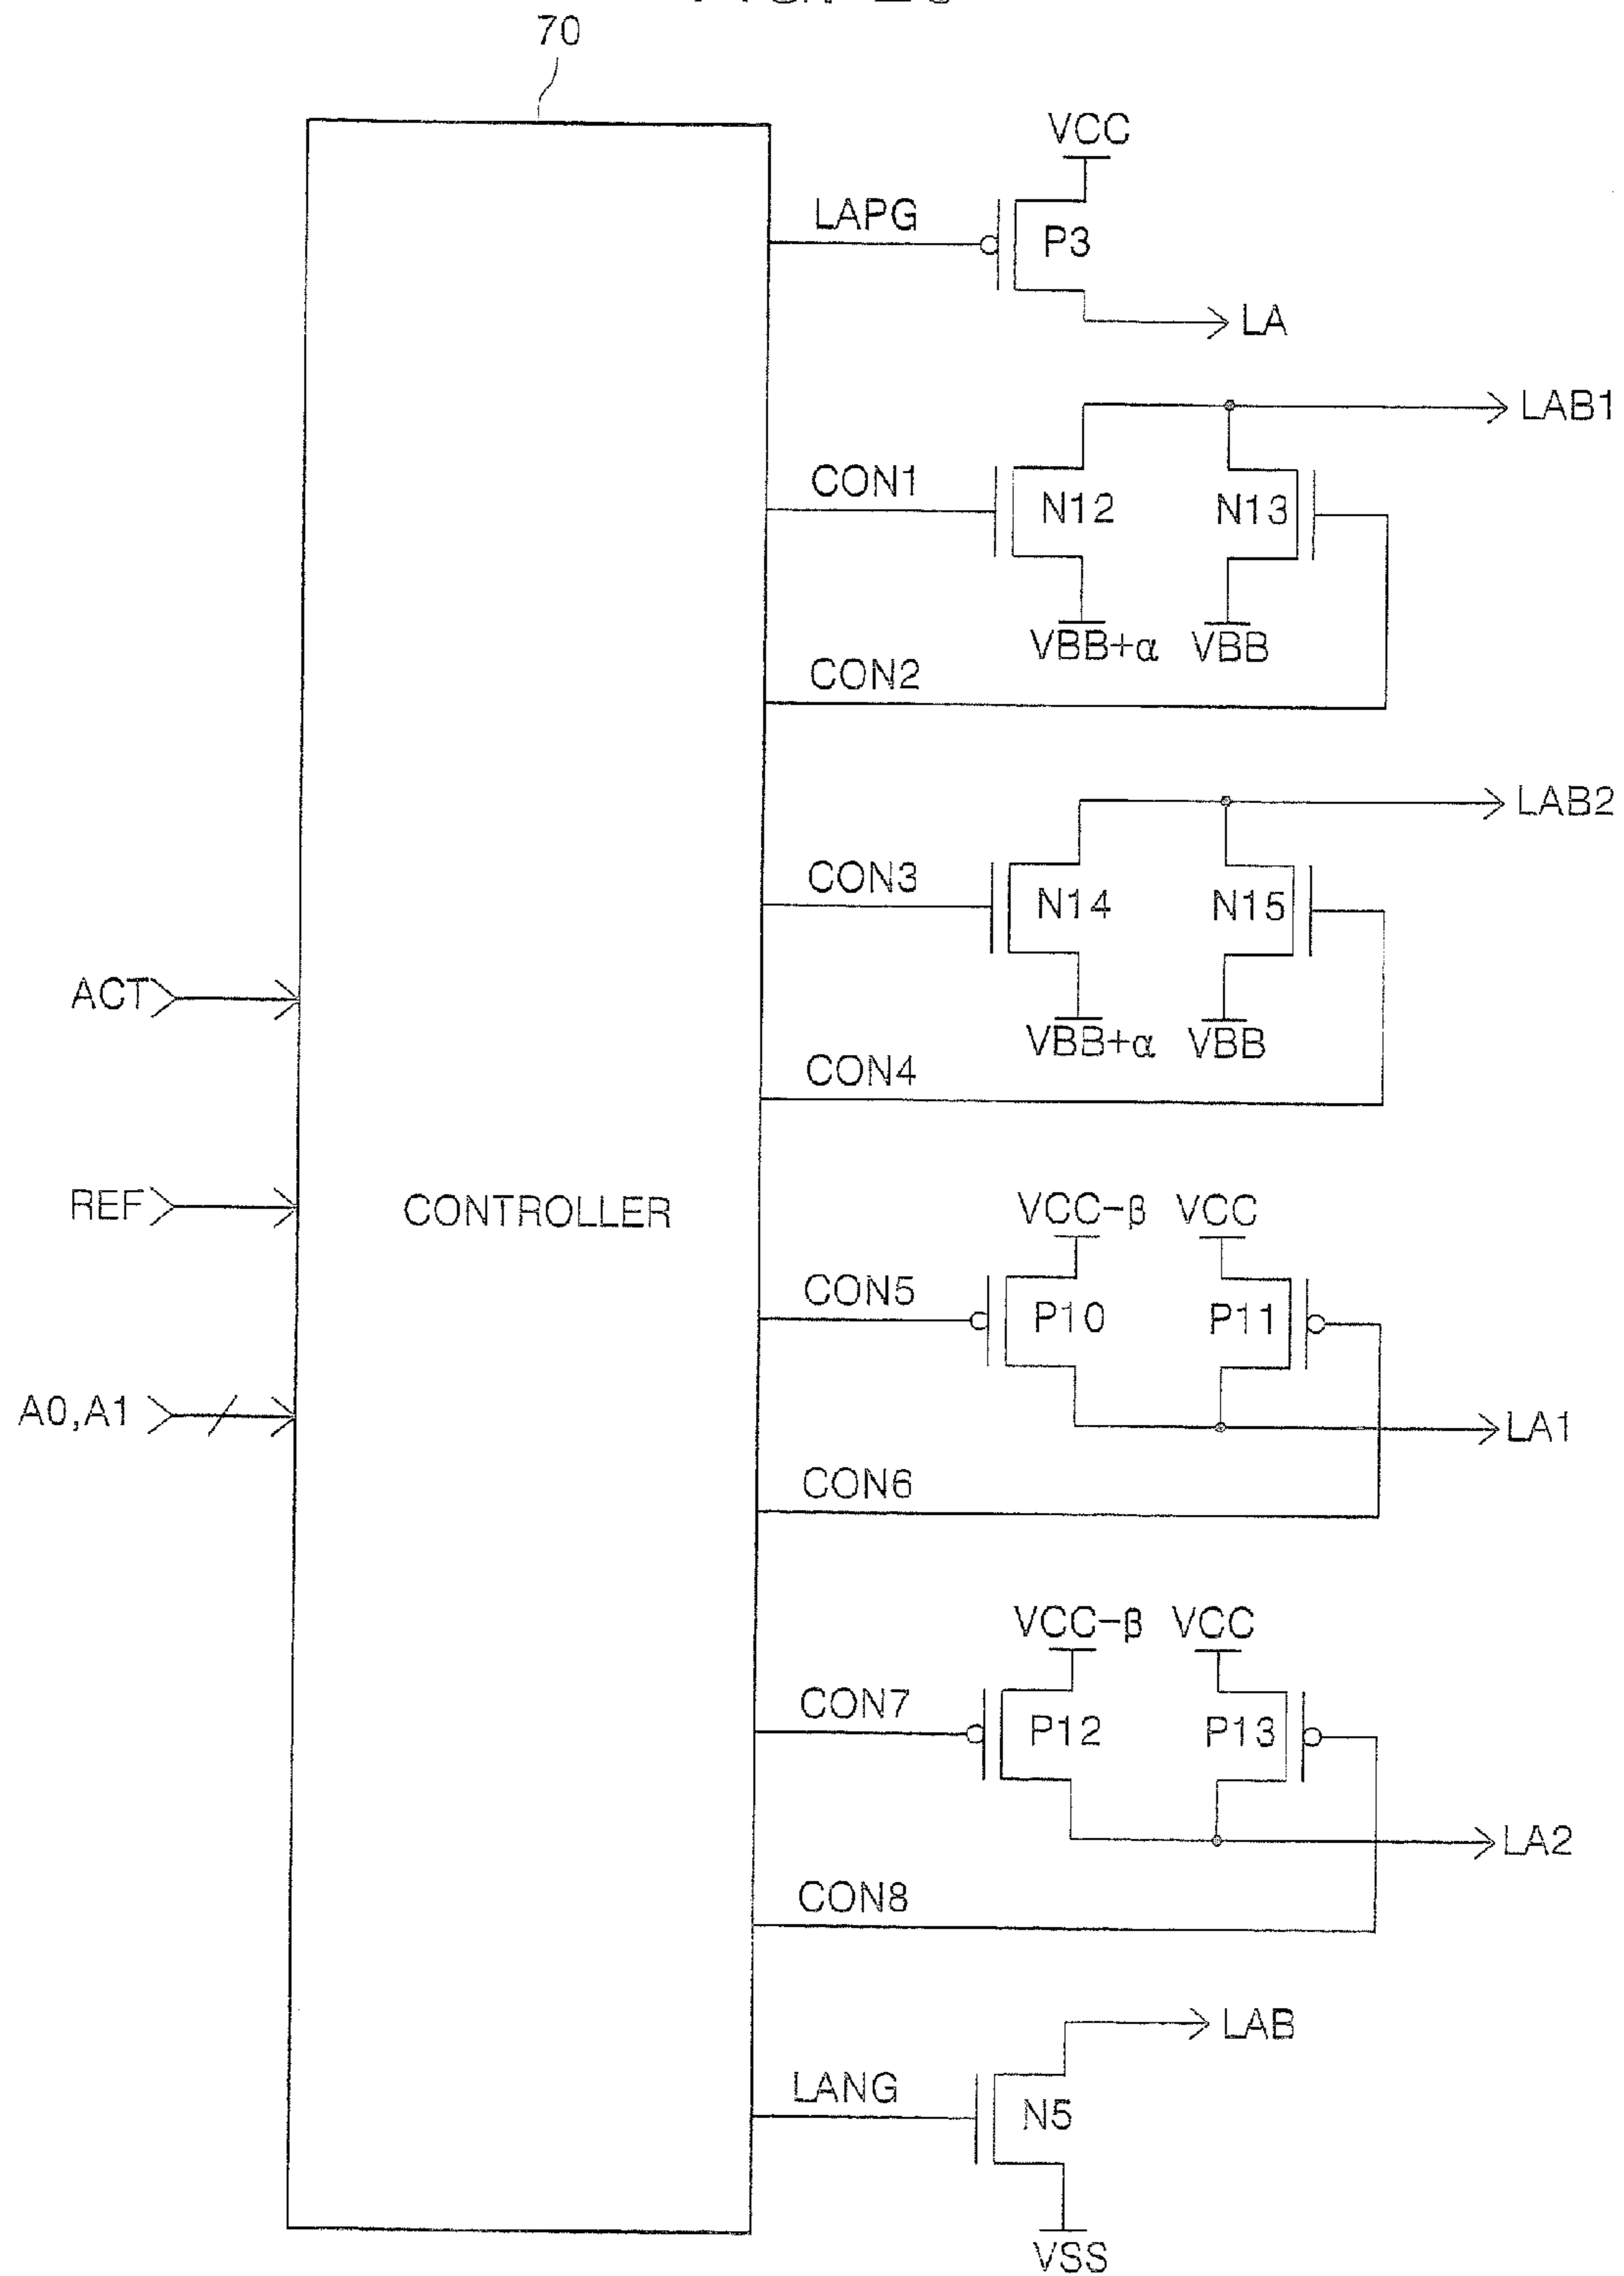 70
VCC
LAPG
P3
LA
LAB1
CON1
N12
N13
VBB+α
VBB
CON2
LAB2
CON3
N14
N15
ACT
VBB+α
VBB
CON4
REF
CONTROLLER
VCC-β
VCC
CON5
P10
P11
A0,A1
LA1
CON6
VCC-β
VCC
CON7
P12
P13
LA2
CON8
LAB
LANG
N5
VSS